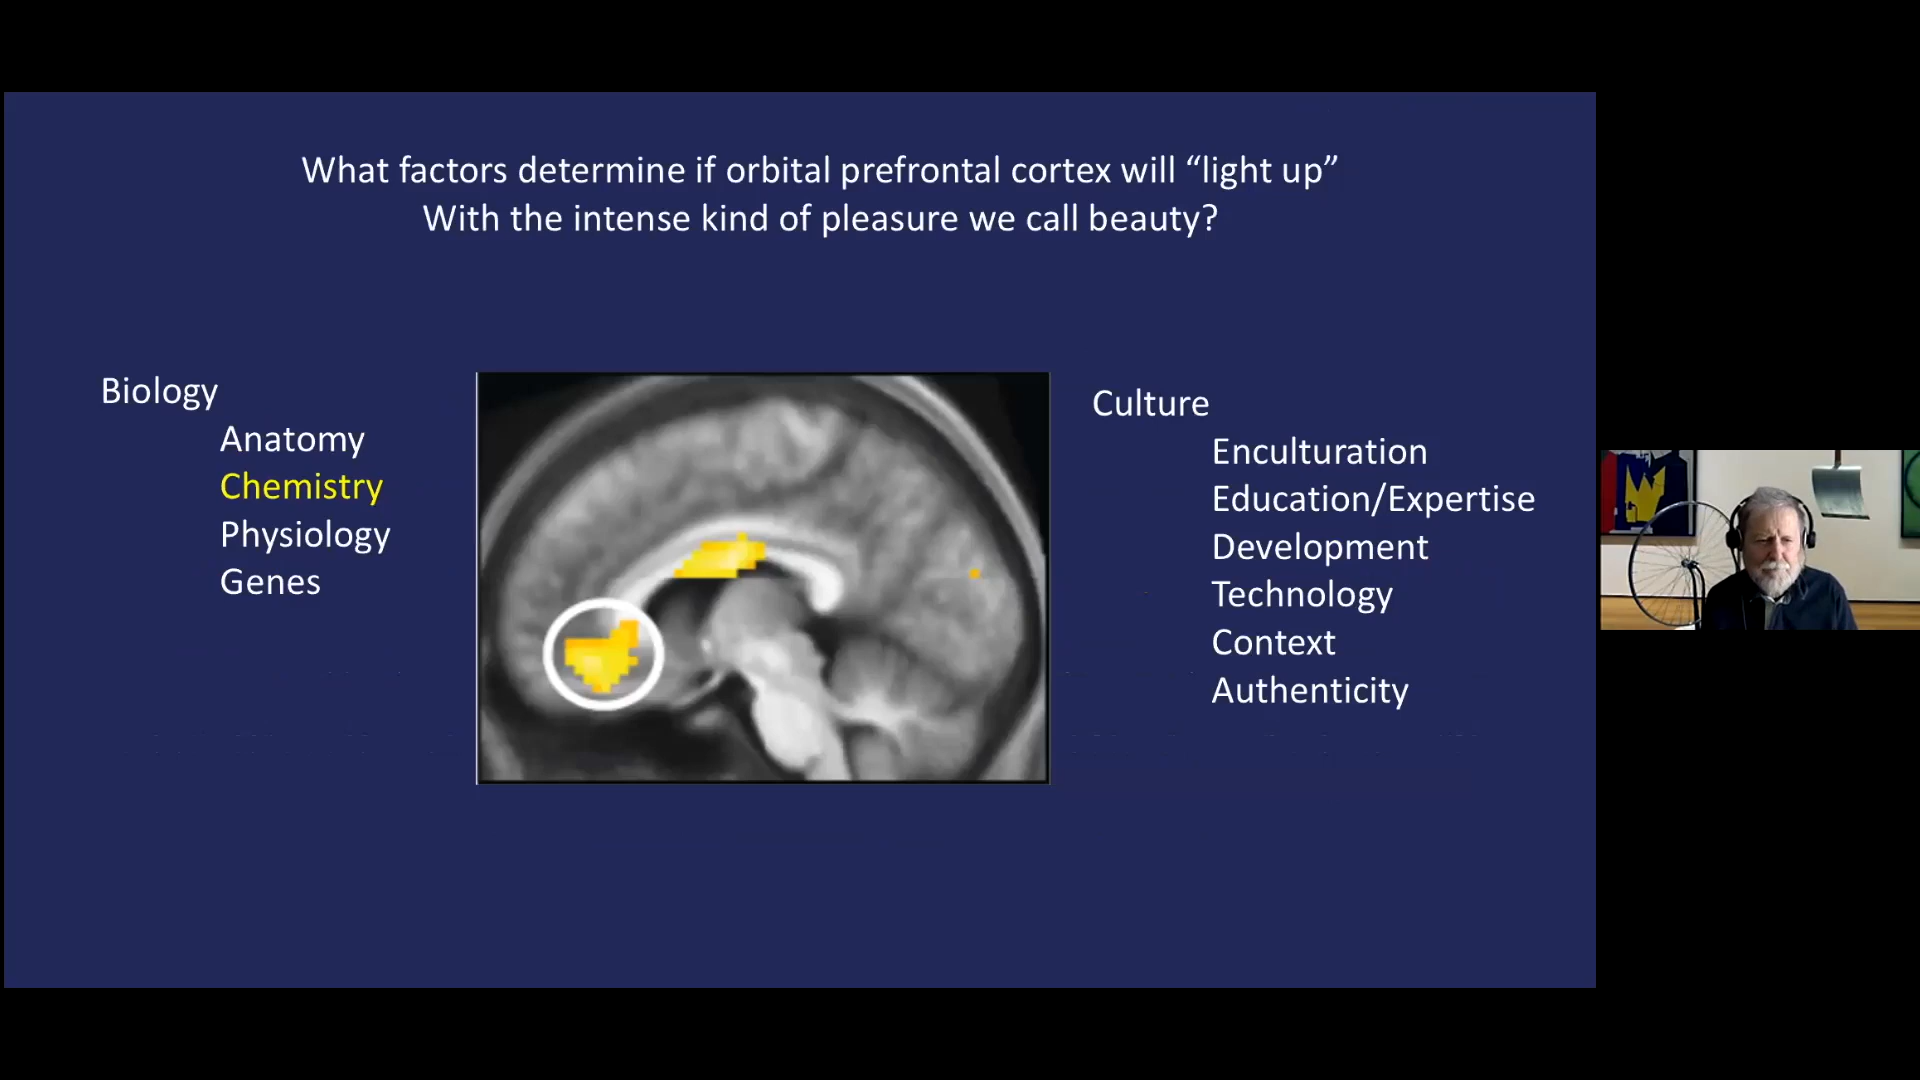 What factors determine if orbital prefrontal cortex will “light up”
With the intense kind of pleasure we call beauty?
Biology
Anatomy
Chemistry
Physiology
Genes
Culture
Enculturation
Education/Expertise
Development
Technology
Context
Authenticity